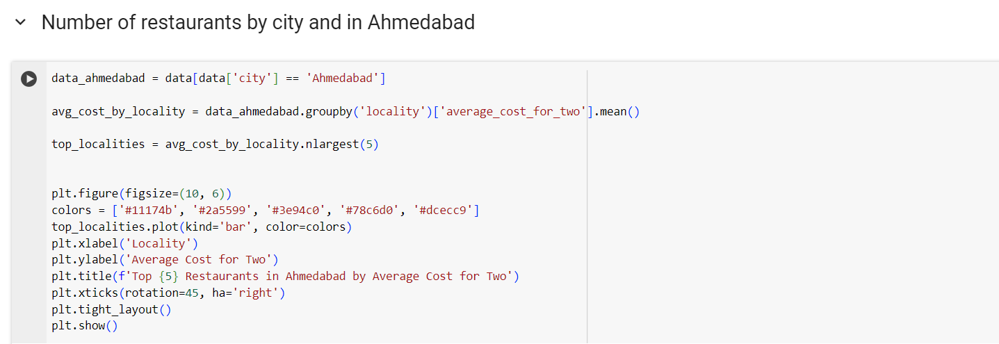 Number of restaurants by city and in Ahmedabad
data_ahmedabad = data[data['city'] == 'Ahmedabad']
avg_cost_by_locality = data_ahmedabad.groupby('locality')['average_cost_for_two'].mean()
top_localities = avg_cost_by_locality.nlargest(5)
plt.figure(figsize=(10, 6))
colors = ['#11174b', '#2a5599', '#3e94c0', '#78c6d0', '#dcecc9']
top_localities.plot(kind='bar', color=colors)
plt.xlabel('Locality')
plt.ylabel('Average Cost for Two')
plt.title(f'Top {5} Restaurants in Ahmedabad by Average Cost for Two')
plt.xticks(rotation=45, ha='right')
plt.tight_layout()
plt.show()